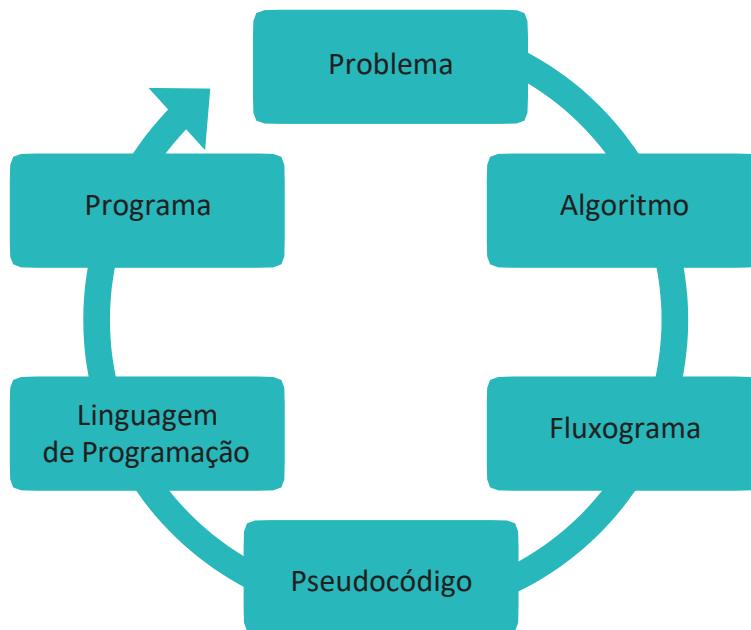 Problema
Algoritmo
Fluxograma
Pseudocódigo
Linguagem
de Programação
Programa